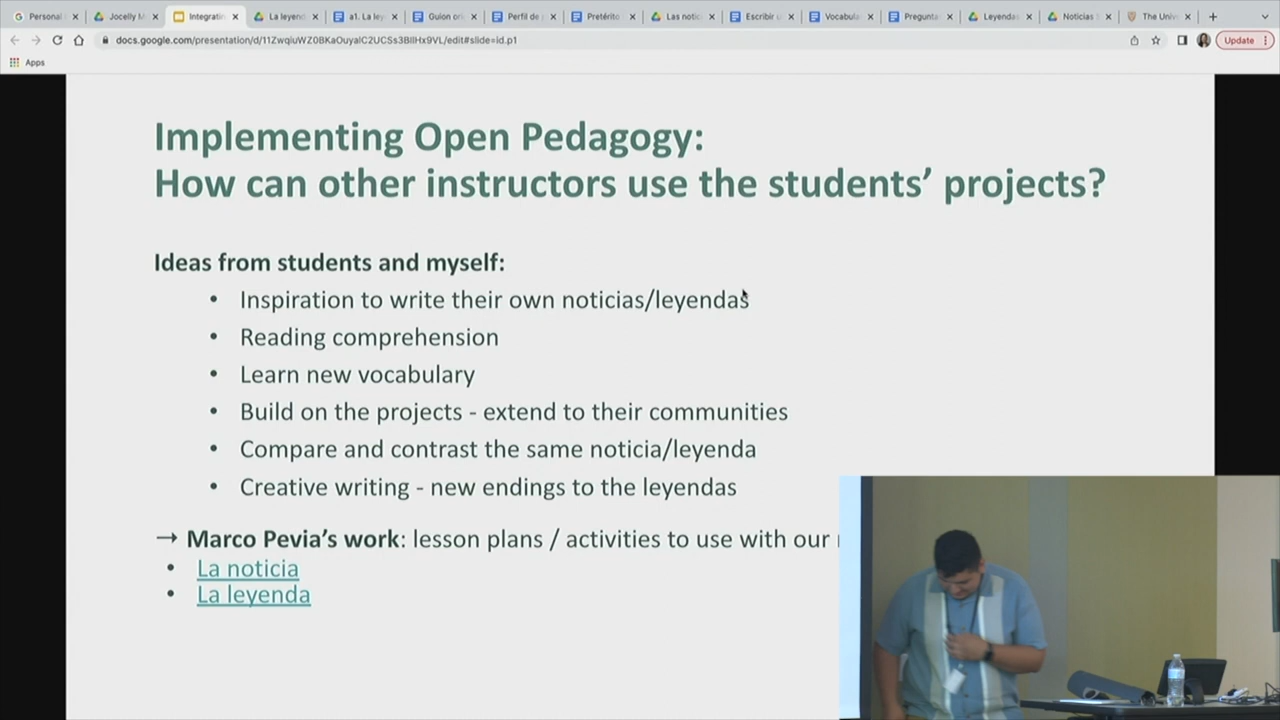 Personal
Jocelly M
Integratin
La leyend
a1. La ley
Guion ori
Perfil de
Pretérito
Las notic
Escribir u
Vocabula
Pregunta
Leyendas
Noticias
The Univ
docs.google.com/presentation/d/11ZwqiuWZ0BKaOuyalC2UCSs3BIlHx9VL/edit#slide=id.p1
Update
Apps
Implementing Open Pedagogy:
How can other instructors use the students’ projects?
Ideas from students and myself:
• Inspiration to write their own noticias/leyendas
• Reading comprehension
• Learn new vocabulary
• Build on the projects - extend to their communities
• Compare and contrast the same noticia/leyenda
• Creative writing - new endings to the leyendas
→ Marco Pevia’s work: lesson plans / activities to use with our
• La noticia
• La leyenda